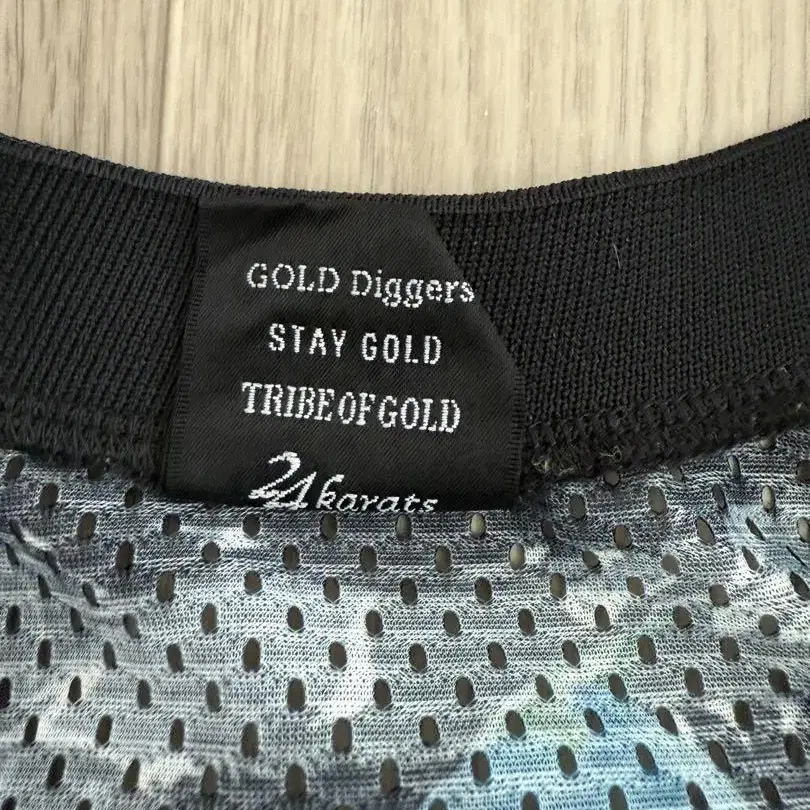 GOLD Diggers
STAY GOLD
TRIBE OF GOLD
24karats